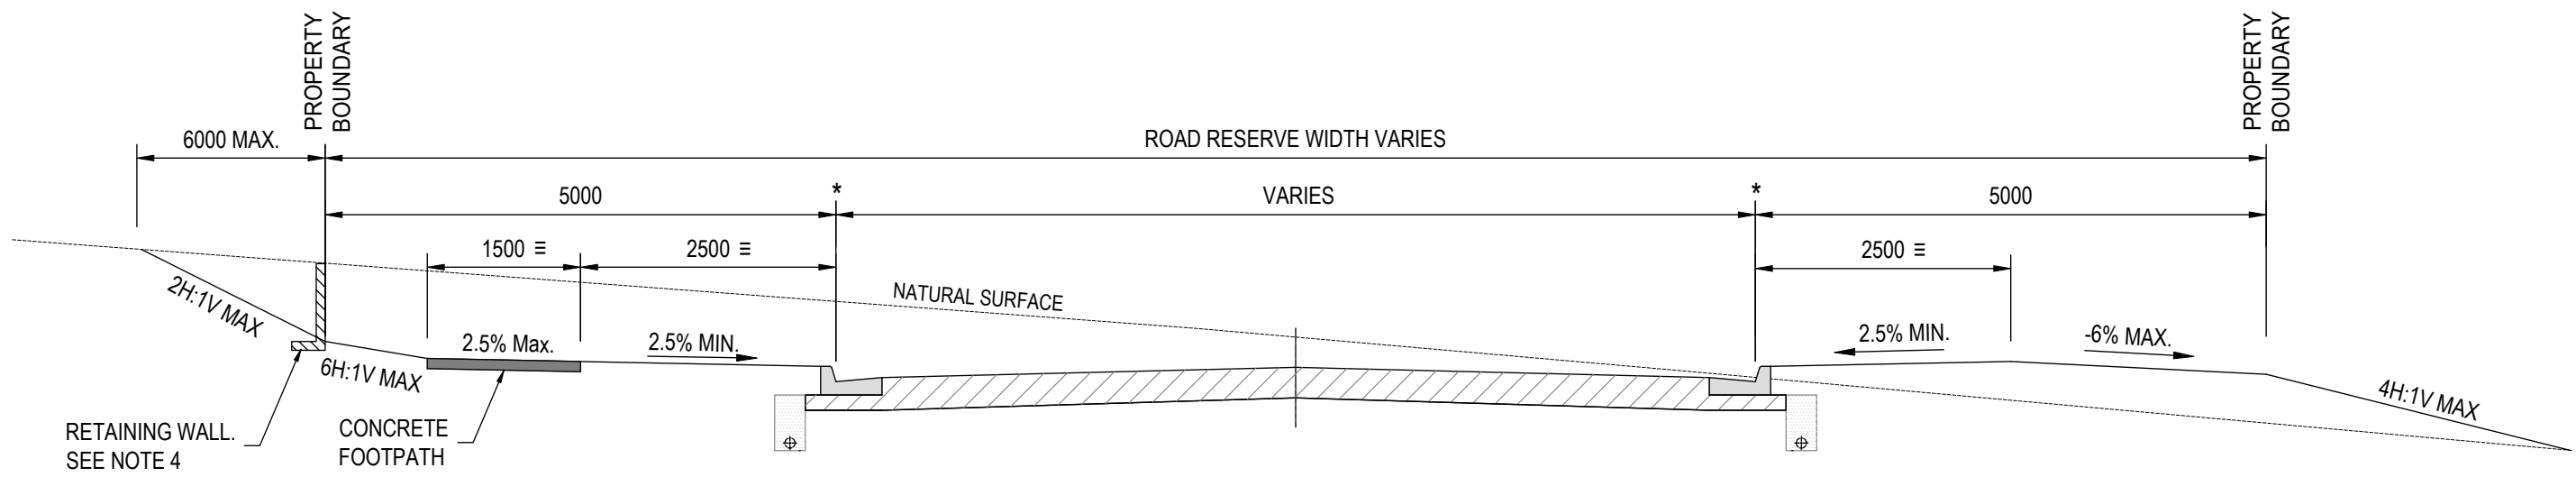 PROPERTY
BOUNDARY
PROPERTY
BOUNDARY
6000 MAX.
ROAD RESERVE WIDTH VARIES
5000
*
VARIES
*
5000
1500 ≡
2500 ≡
2500 ≡
2H:1V MAX
NATURAL SURFACE
2.5% Max.
2.5% MIN.
2.5% MIN.
-6% MAX.
6H:1V MAX
4H:1V MAX
RETAINING WALL.
SEE NOTE 4
CONCRETE
FOOTPATH